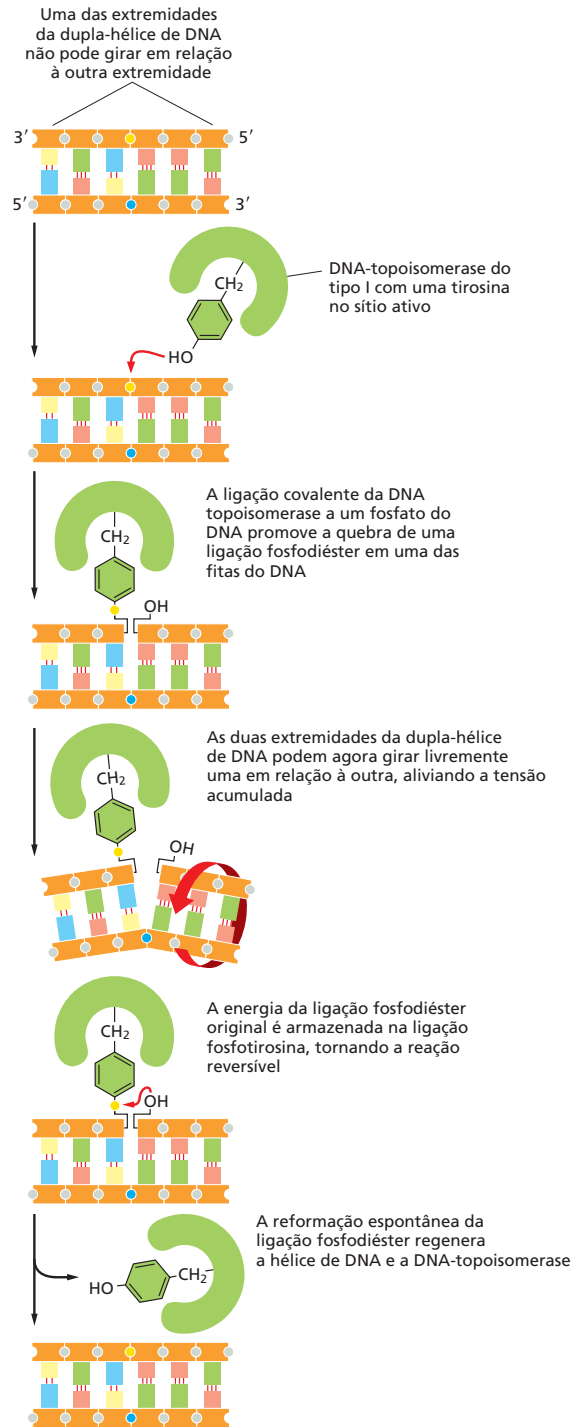 Uma das extremidades
da dupla-hélice de DNA
não pode girar em relação
à outra extremidade
3′ 5′
5′ 3′
CH2
HO
DNA-topoisomerase do
tipo I com uma tirosina
no sítio ativo
A ligação covalente da DNA
topoisomerase a um fosfato do
DNA promove a quebra de uma
ligação fosfodiéster em uma das
fitas do DNA
CH2
OH
As duas extremidades da dupla-hélice
de DNA podem agora girar livremente
uma em relação à outra, aliviando a tensão
acumulada
CH2
OH
A energia da ligação fosfodiéster
original é armazenada na ligação
fosfotirosina, tornando a reação
reversível
CH2
OH
A reformação espontânea da
ligação fosfodiéster regenera
a hélice de DNA e a DNA-topoisomerase
HO CH2